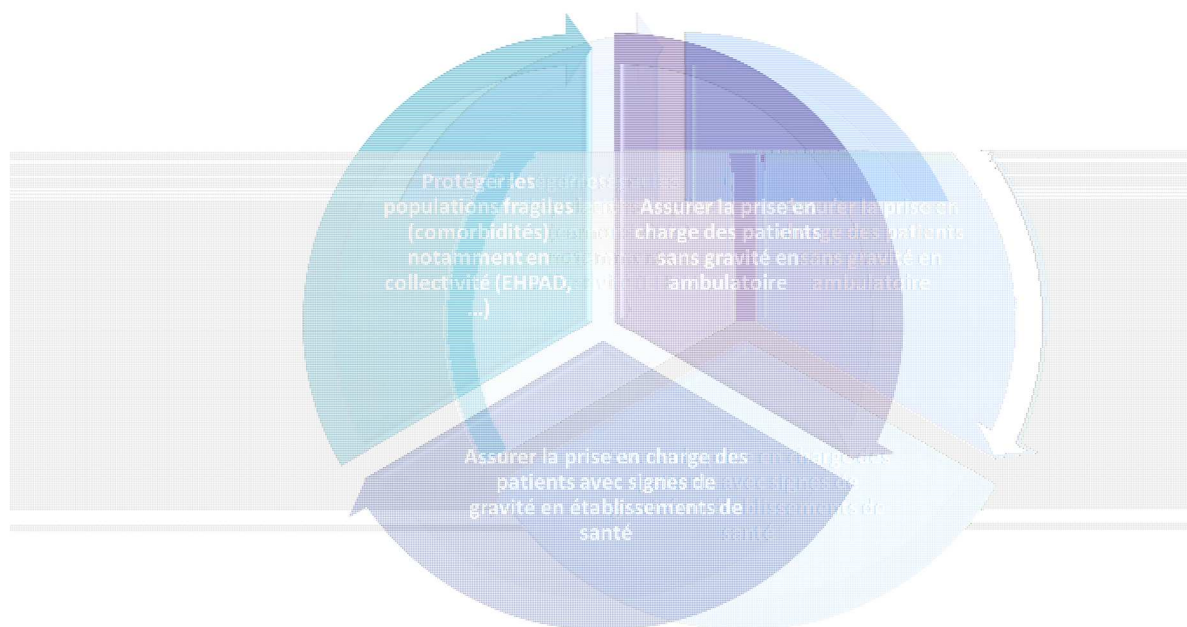 Protéger les
populations fragiles
(comorbidités)
notamment en
collectivité (EHPAD,
...)
Assurer la prise en
charge des patients
sans gravité en
ambulatoire
Assurer la prise en charge des
patients avec signes de
gravité en établissements de
santé